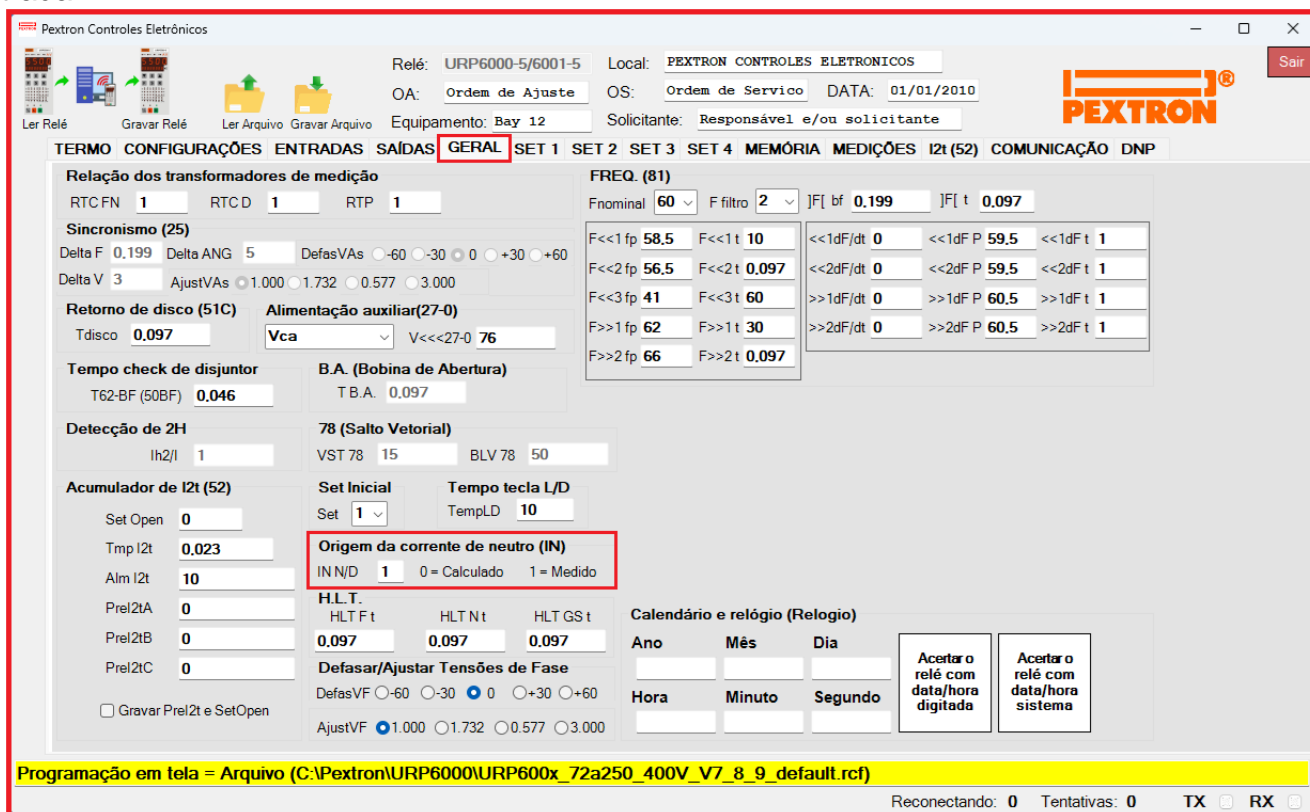 Pextron Controles Eletrônicos
Relé: URP6000-5/6001-5 Local: PEXTRON CONTROLES ELETRONICOS Sair
OA: Ordem de Ajuste OS: Ordem de Servico DATA: 01/01/2010
Ler Relé Gravar Relé Ler Arquivo Gravar Arquivo Equipamento: Bay 12 Solicitante: Responsável e/ou solicitante PEXTRON ®
TERMO CONFIGURAÇÕES ENTRADAS SAÍDAS GERAL SET 1 SET 2 SET 3 SET 4 MEMÓRIA MEDIÇÕES I2t (52) COMUNICAÇÃO DNP
Relação dos transformadores de medição
RTC FN 1 RTC D 1 RTP 1
Sincronismo (25)
Delta F 0,199 Delta ANG 5 DefasVAs -60 -30 0 +30 +60
Delta V 3 AjustVAs 1.000 1.732 0.577 3.000
Retorno de disco (51C) Alimentação auxiliar(27-0)
Tdisco 0,097 Vca V<<<27-0 76
Tempo check de disjuntor B.A. (Bobina de Abertura)
T62-BF (50BF) 0,046 T B.A. 0,097
Detecção de 2H 78 (Salto Vetorial)
Ih2/I 1 VST 78 15 BLV 78 50
Acumulador de I2t (52) Set Inicial Tempo tecla L/D
Set Open 0 Set 1 TempLD 10
Tmp I2t 0,023 Origem da corrente de neutro (IN)
Alm I2t 10 IN N/D 1 0 = Calculado 1 = Medido
PreI2tA 0 H.L.T.
HLT F t HLT N t HLT GS t
PreI2tB 0 0,097 0,097 0,097
PreI2tC 0 Defasar/Ajustar Tensões de Fase
DefasVF -60 -30 0 +30 +60
Gravar PreI2t e SetOpen
AjustVF 1.000 1.732 0.577 3.000
FREQ. (81)
Fnominal 60 F filtro 2 ]F[ bf 0,199 ]F[ t 0,097
F<<1 fp 58,5 F<<1 t 10 <<1dF/dt 0 <<1dF P 59,5 <<1dF t 1
F<<2 fp 56,5 F<<2 t 0,097 <<2dF/dt 0 <<2dF P 59,5 <<2dF t 1
F<<3 fp 41 F<<3 t 60 >>1dF/dt 0 >>1dF P 60,5 >>1dF t 1
F>>1 fp 62 F>>1 t 30 >>2dF/dt 0 >>2dF P 60,5 >>2dF t 1
F>>2 fp 66 F>>2 t 0,097
Calendário e relógio (Relogio)
Ano Mês Dia
Hora Minuto Segundo
Acertar o
relé com
data/hora
digitada
Acertar o
relé com
data/hora
sistema
Programação em tela = Arquivo (C:\Pextron\URP6000\URP600x_72a250_400V_V7_8_9_default.rcf)
Reconectando: 0 Tentativas: 0 TX RX